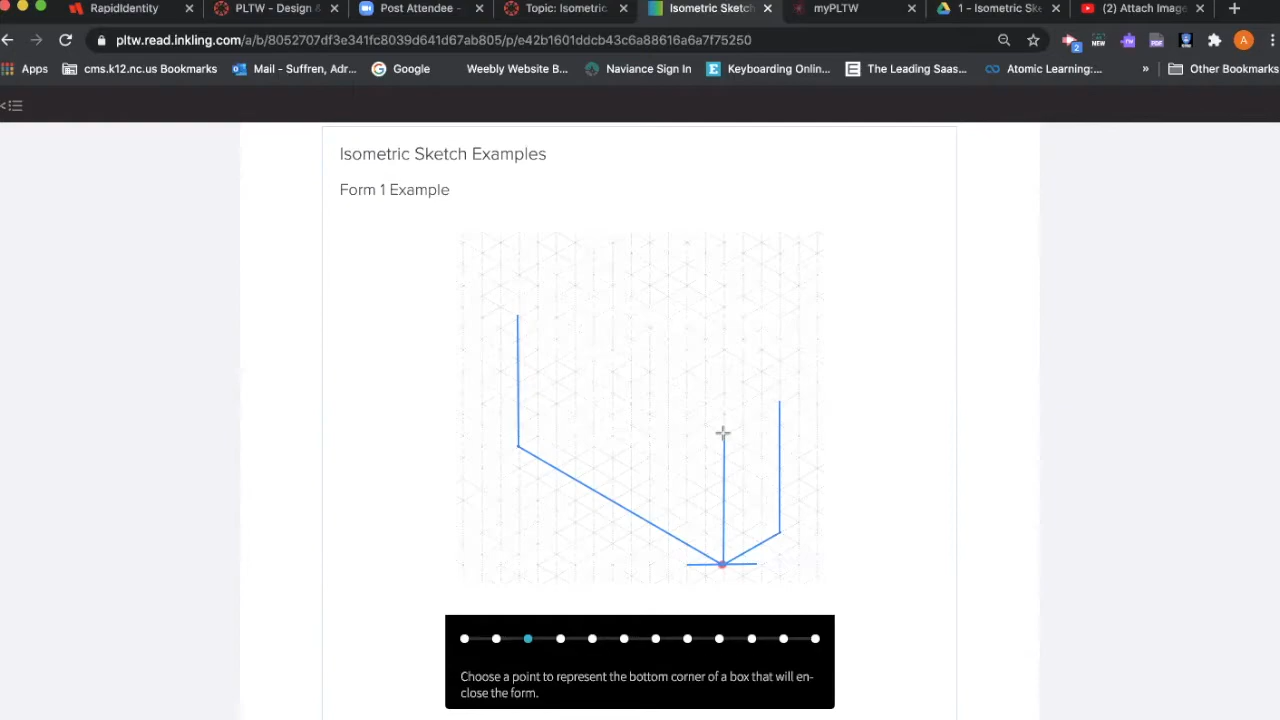 RapidIdentity
PLTW - Design &
Post Attendee -
Topic: Isometric
Isometric Sketch
myPLTW
1 - Isometric Ske
(2) Attach Image
pltw.read.inkling.com/a/b/8052707df3e341fc8039d641d67ab805/p/e42b1601ddcb43c6a88616a6a7f75250
2
NEW
A
Apps
cms.k12.nc.us Bookmarks
Mail - Suffren, Adr...
Google
Weebly Website B...
Naviance Sign In
Keyboarding Onlin...
The Leading Saas...
Atomic Learning:...
»
Other Bookmarks
Isometric Sketch Examples
Form 1 Example
Choose a point to represent the bottom corner of a box that will en-
close the form.